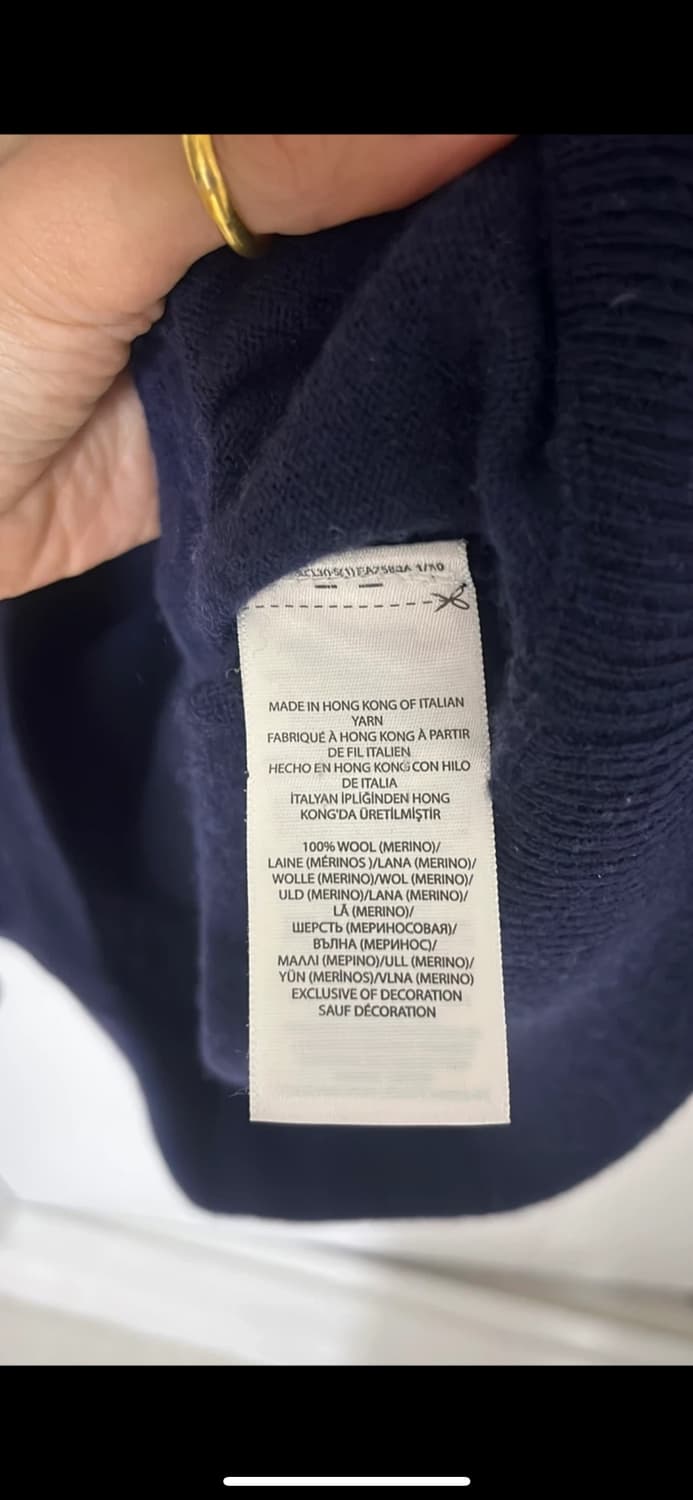 1/10
MADE IN HONG KONG OF ITALIAN
YARN
FABRIQUÉ À HONG KONG À PARTIR
DE FIL ITALIEN
HECHO EN HONG KONG CON HILO
DE ITALIA
İTALYAN İPLİĞİNDEN HONG
KONG'DA ÜRETİLMİŞTİR
100% WOOL (MERINO)/
LAINE (MÉRINOS )/LANA (MERINO)/
WOLLE (MERINO)/WOL (MERINO)/
ULD (MERINO)/LANA (MERINO)/
LÃ (MERINO)/
ШЕРСТЬ (МЕРИНОСОВАЯ)/
ВЪЛНА (МЕРИНОС)/
ΜΑΛΛΙ (ΜΕΡΙΝΟ)/ULL (MERINO)/
YÜN (MERİNOS)/VLNA (MERINO)
EXCLUSIVE OF DECORATION
SAUF DÉCORATION